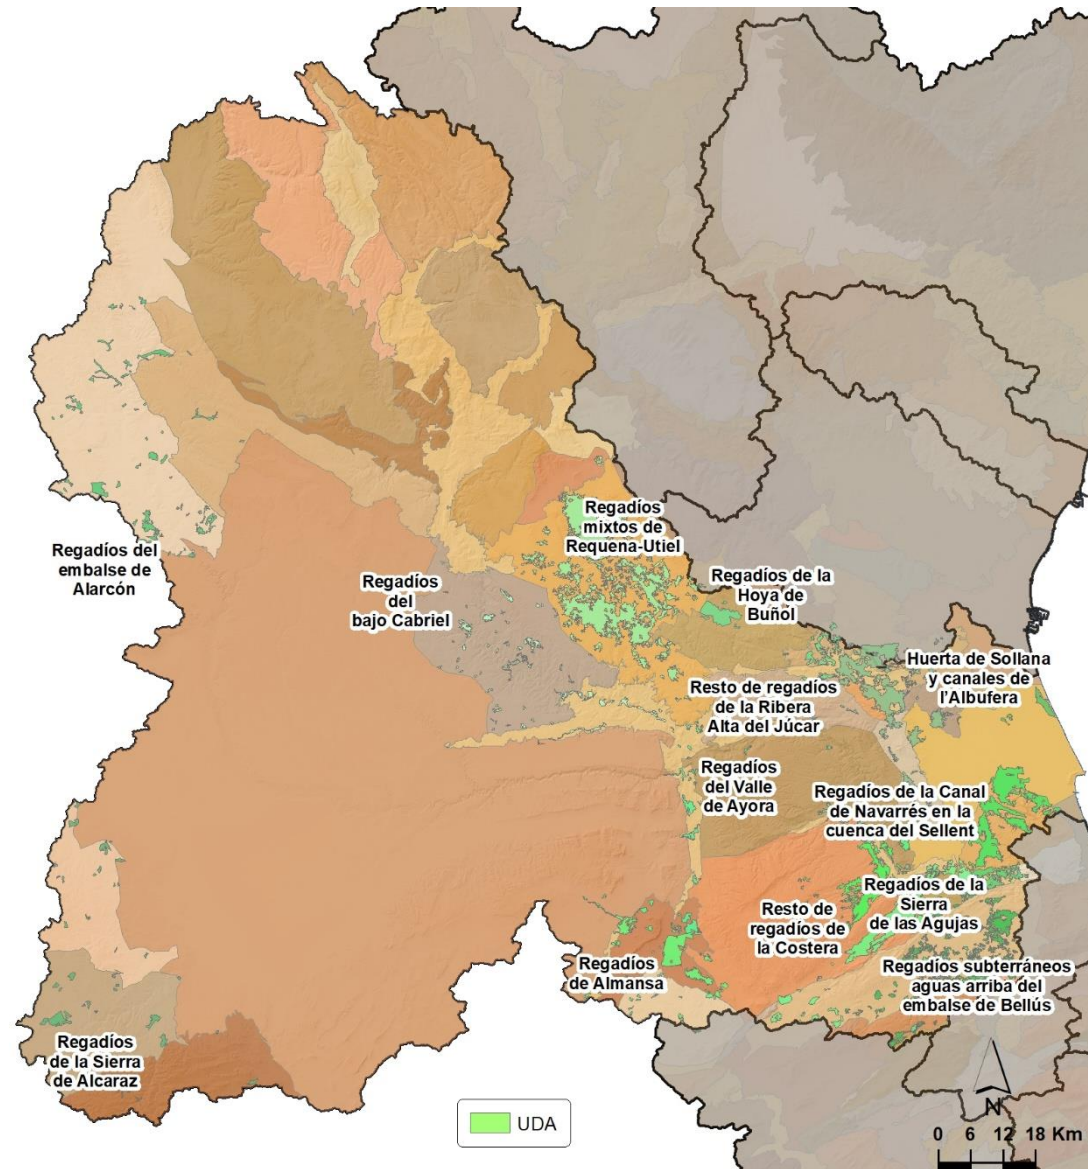 Regadíos
mixtos de
Requena-Utiel
Regadíos del
embalse de
Alarcón
Regadíos
del
bajo Cabriel
Regadíos de la
Hoya de
Buñol
Huerta de Sollana
y canales de
l'Albufera
Resto de regadíos
de la Ribera
Alta del Júcar
Regadíos
del Valle
de Ayora
Regadíos de la Canal
de Navarrés en la
cuenca del Sellent
Regadíos de la
Sierra
de las Agujas
Resto de
regadíos de
la Costera
Regadíos
de Almansa
Regadíos subterráneos
aguas arriba del
embalse de Bellús
Regadíos
de la Sierra
de Alcaraz
UDA
N
0 6 12 18 Km